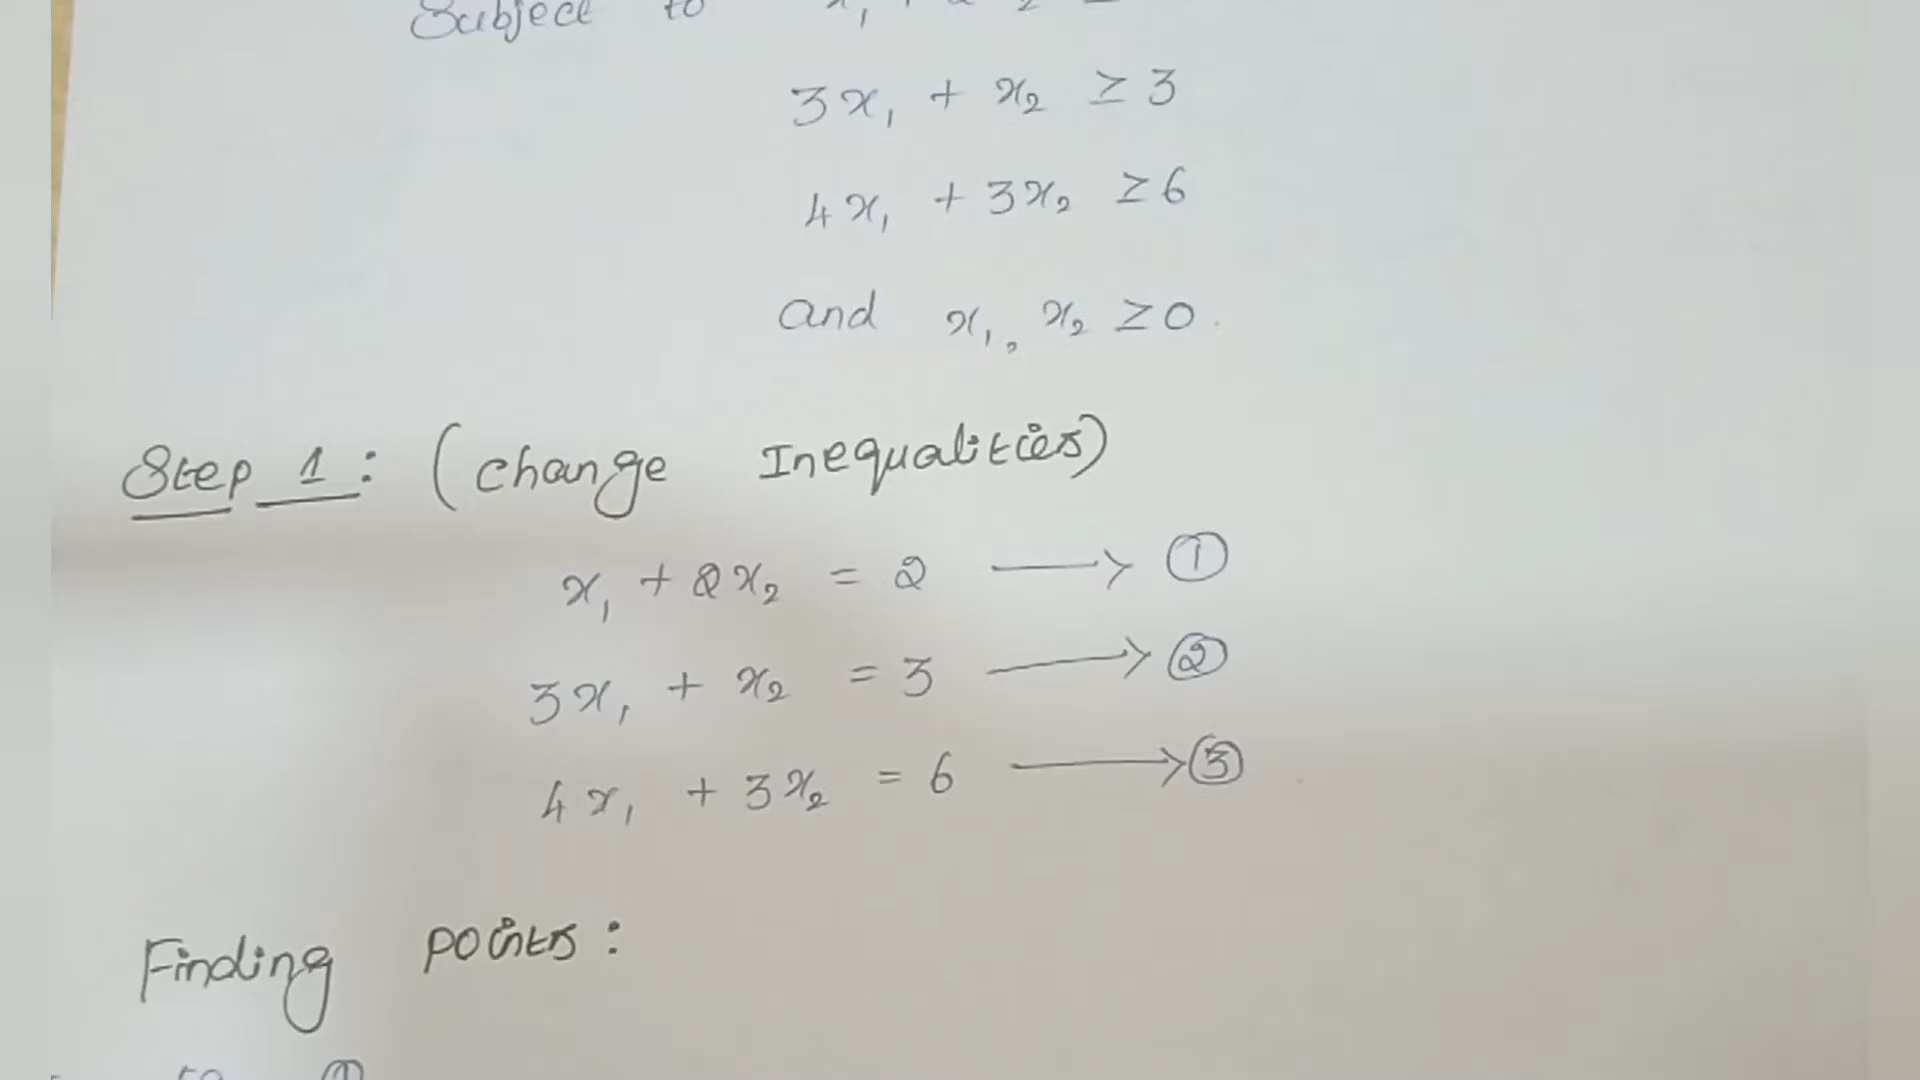 Subject to
3x₁ + x₂ ≥ 3
4x₁ + 3x₂ ≥ 6
and x₁, x₂ ≥ 0.
Step 1: (change Inequalities)
x₁ + 2x₂ = 2 ⟶ ①
3x₁ + x₂ = 3 ⟶ ②
4x₁ + 3x₂ = 6 ⟶ ③
Finding points: